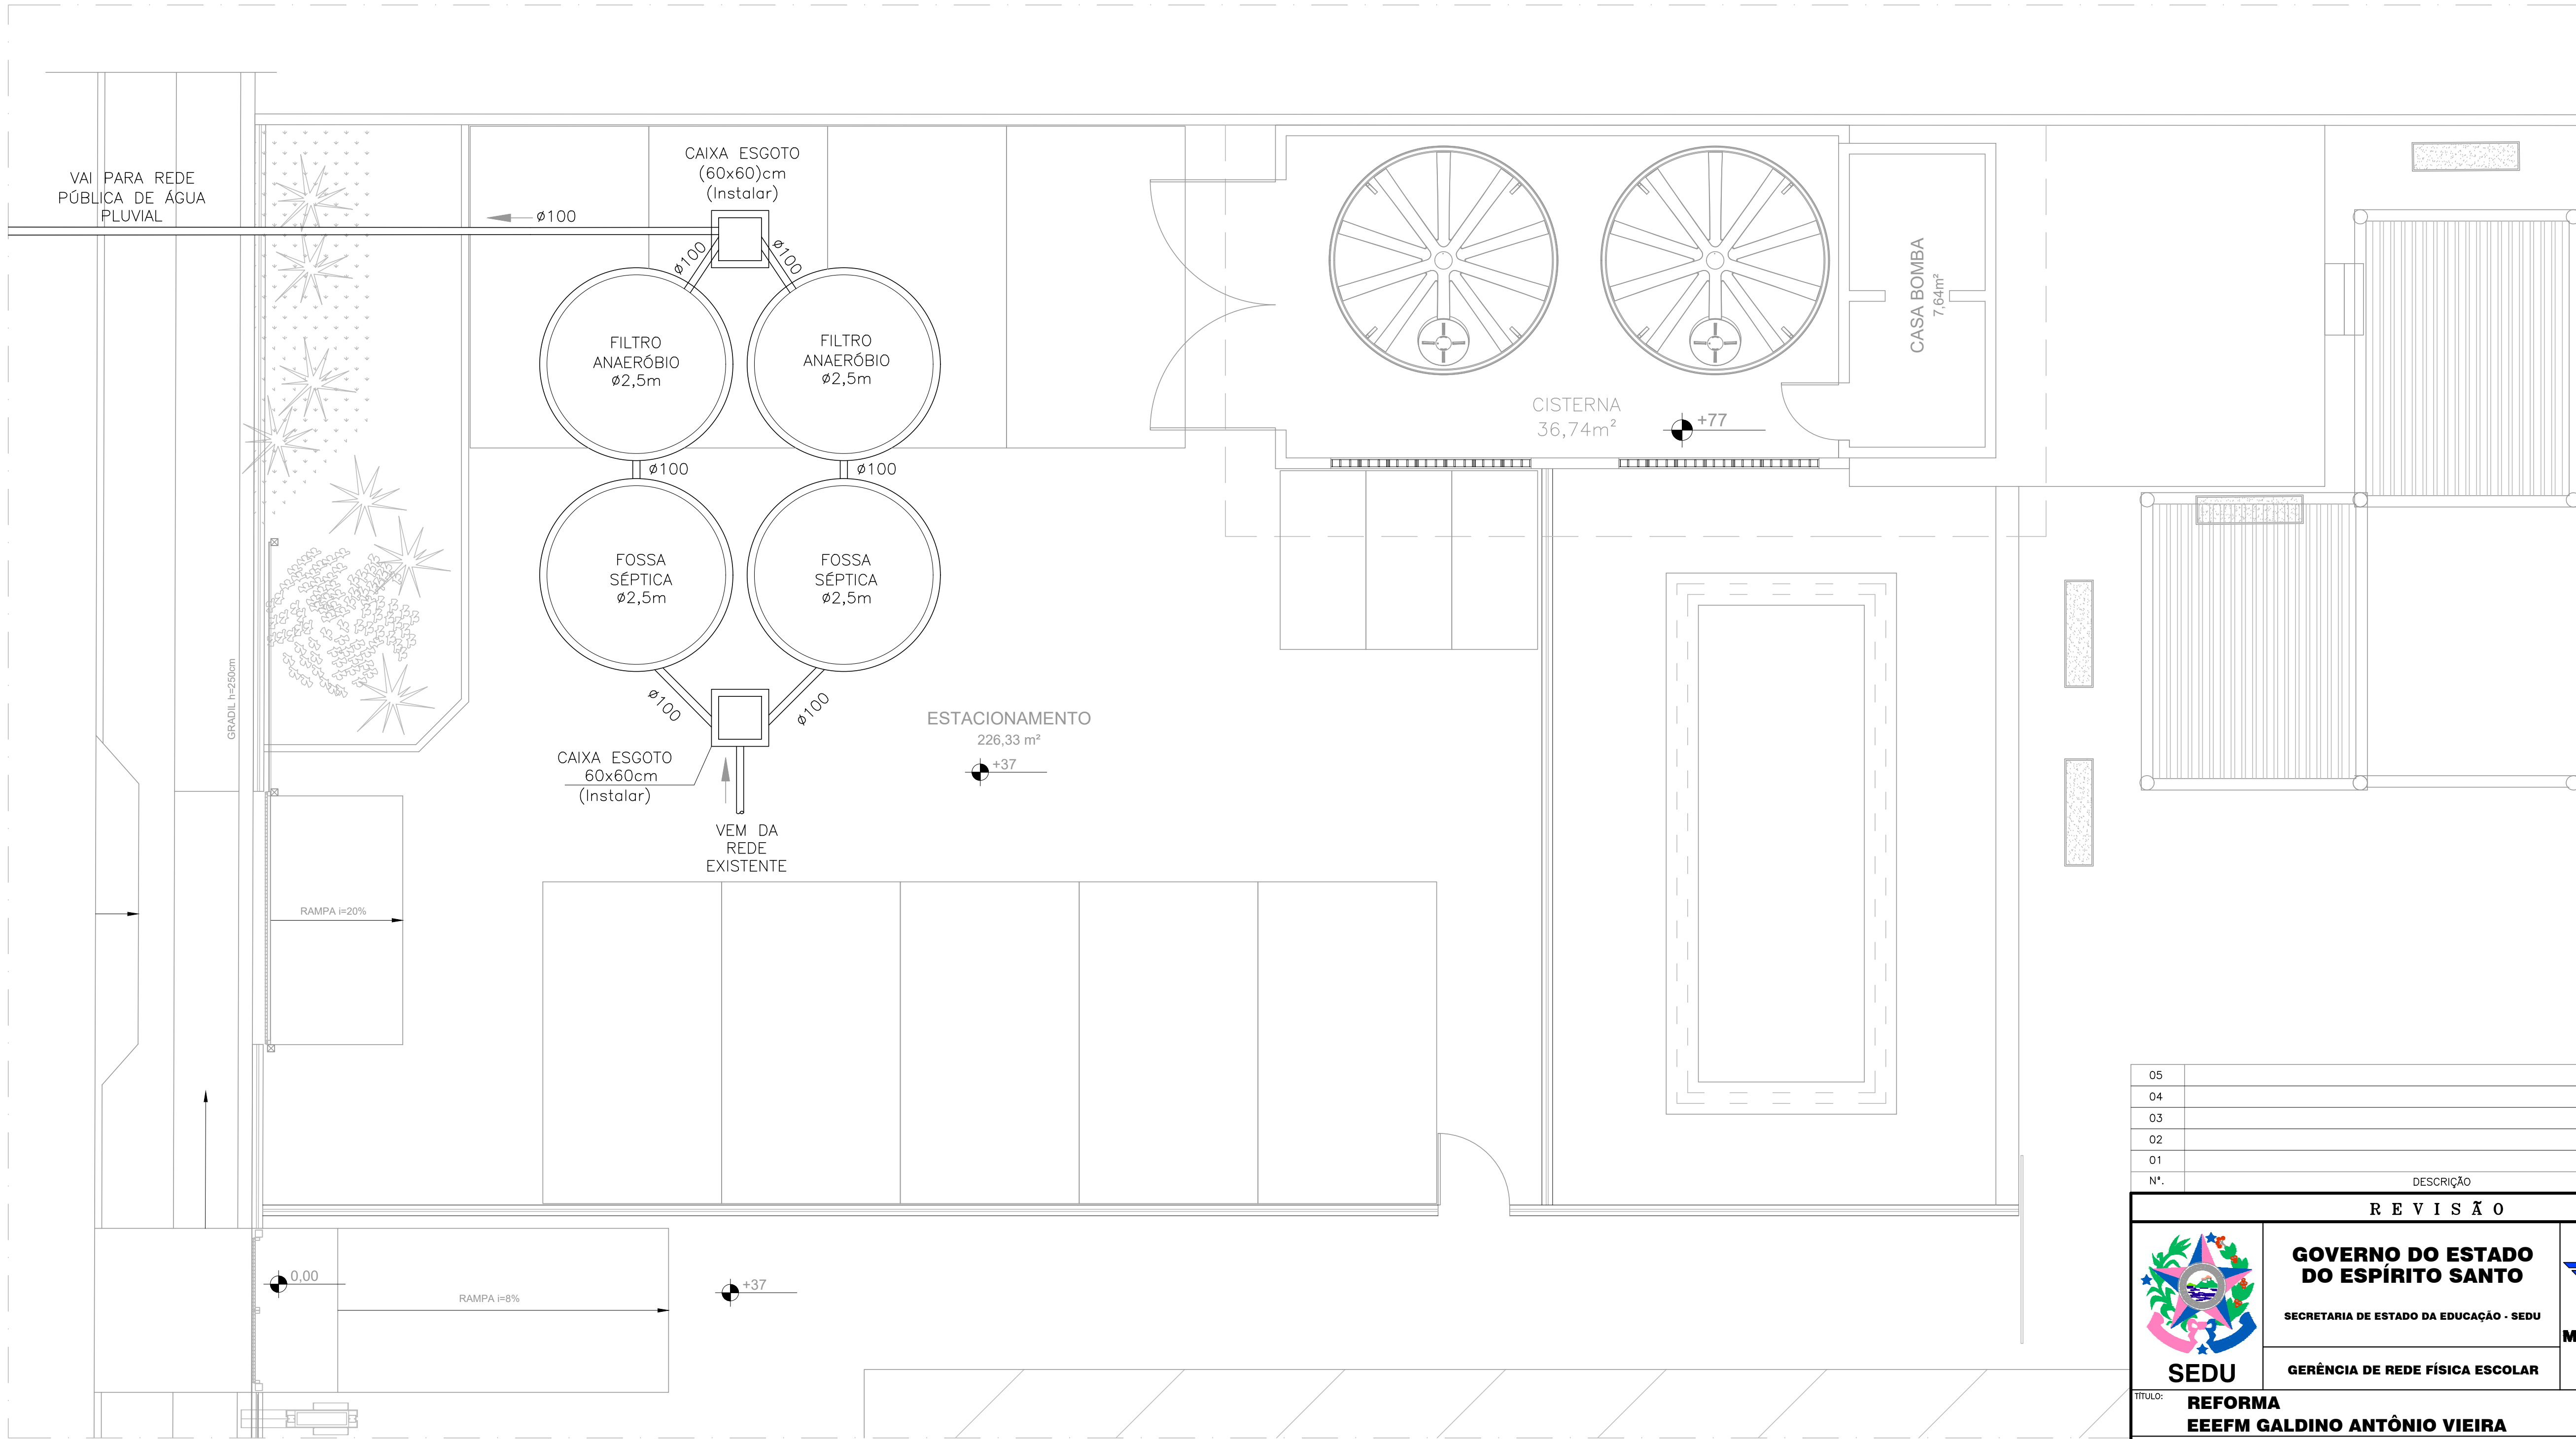 VAI PARA REDE
PÚBLICA DE ÁGUA
PLUVIAL
CAIXA ESGOTO
(60x60)cm
(Instalar)
ø100
ø100
ø100
FILTRO
ANAERÓBIO
ø2,5m
FILTRO
ANAERÓBIO
ø2,5m
ø100
ø100
FOSSA
SÉPTICA
ø2,5m
FOSSA
SÉPTICA
ø2,5m
ø100
ø100
CAIXA ESGOTO
60x60cm
(Instalar)
VEM DA
REDE
EXISTENTE
GRADIL h=250cm
ESTACIONAMENTO
226,33 m²
+37
CISTERNA
36,74m²
+77
CASA BOMBA
7,64m²
RAMPA i=20%
0,00
RAMPA i=8%
+37
05
04
03
02
01
Nº.
DESCRIÇÃO
REVISÃO
GOVERNO DO ESTADO
DO ESPÍRITO SANTO
SECRETARIA DE ESTADO DA EDUCAÇÃO - SEDU
GERÊNCIA DE REDE FÍSICA ESCOLAR
SEDU
M
TÍTULO:
REFORMA
EEEFM GALDINO ANTÔNIO VIEIRA